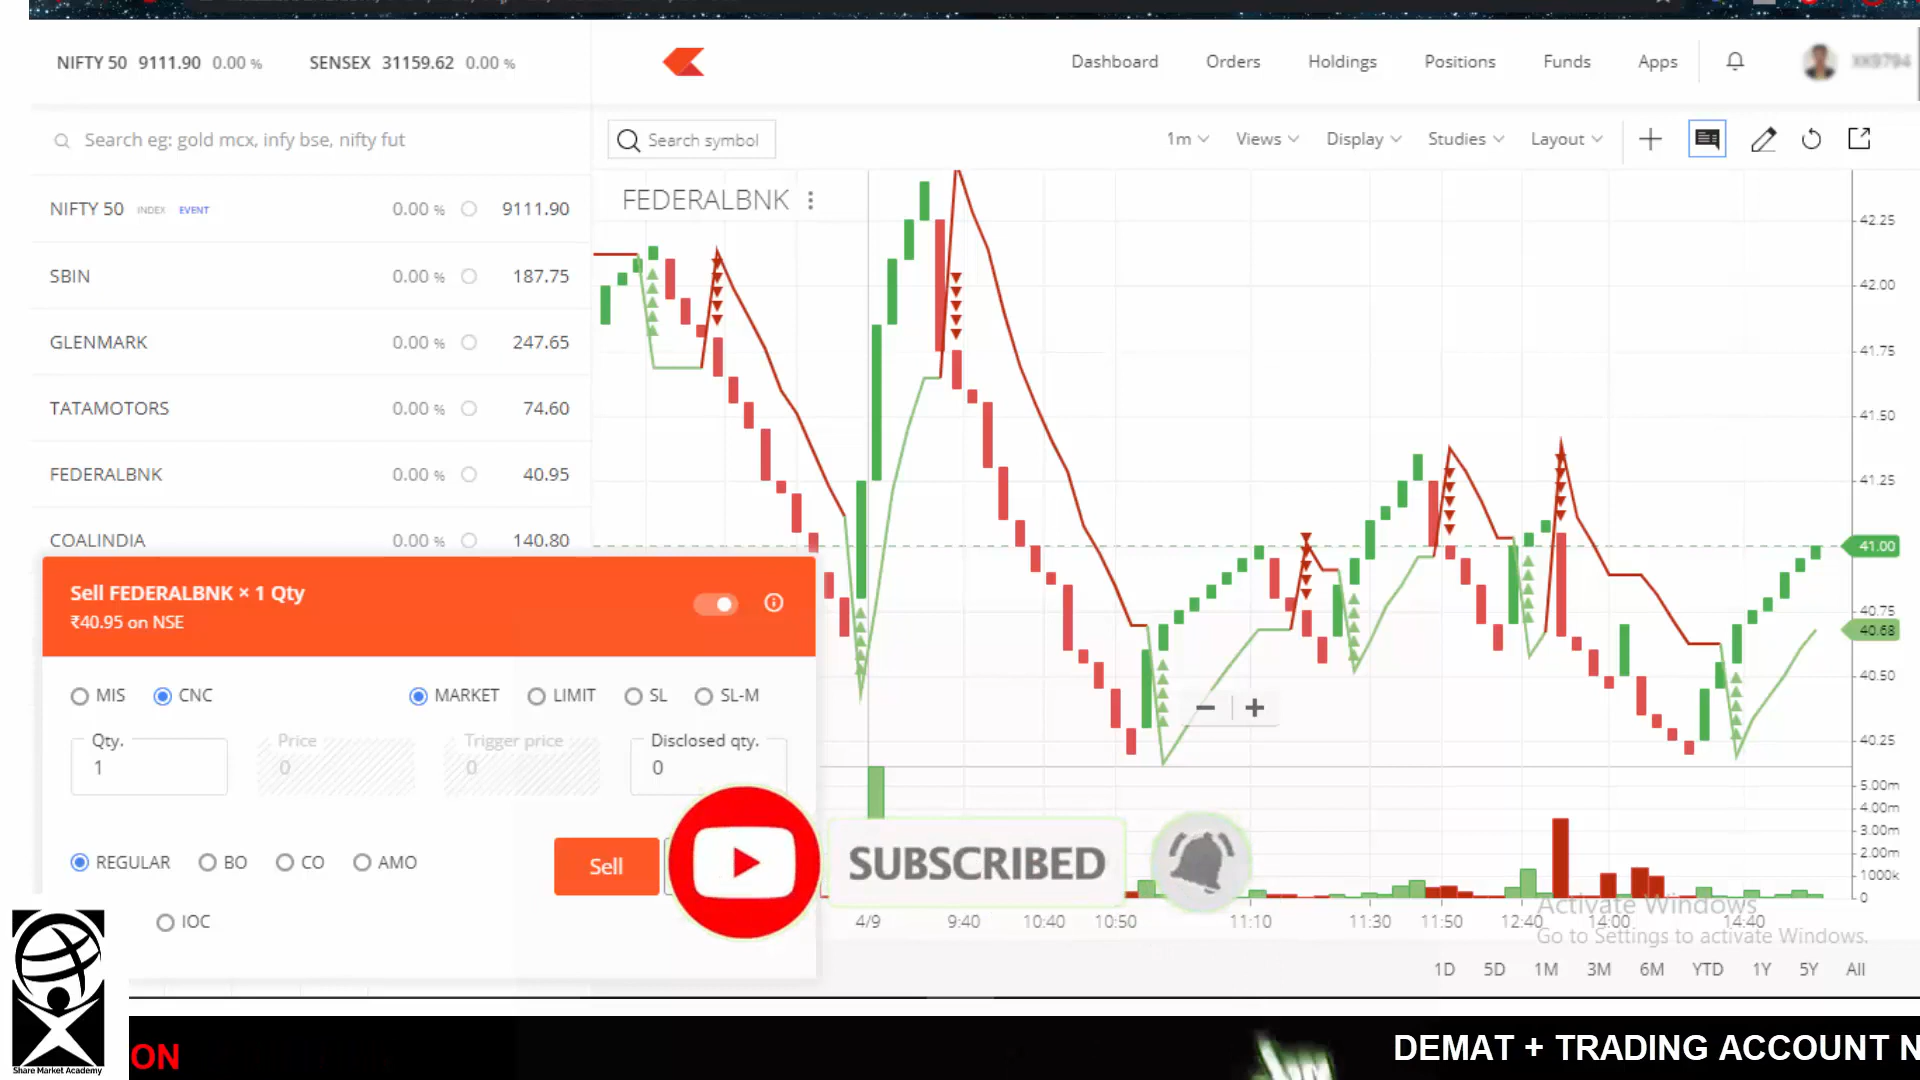 NIFTY 50 9111.90 0.00 %
SENSEX 31159.62 0.00 %
Dashboard
Orders
Holdings
Positions
Funds
Apps
Search eg: gold mcx, infy bse, nifty fut
Search symbol
1m
Views
Display
Studies
Layout
NIFTY 50 INDEX EVENT 0.00 % 9111.90
SBIN 0.00 % 187.75
GLENMARK 0.00 % 247.65
TATAMOTORS 0.00 % 74.60
FEDERALBNK 0.00 % 40.95
COALINDIA 0.00 % 140.80
FEDERALBNK
42.25
42.00
41.75
41.50
41.25
41.00
40.75
40.68
40.50
40.25
5.00m
4.00m
3.00m
2.00m
1000k
0
Sell FEDERALBNK × 1 Qty
₹40.95 on NSE
MIS CNC MARKET LIMIT SL SL-M
Qty. Price Trigger price Disclosed qty.
1 0 0 0
REGULAR BO CO AMO
Sell
IOC
SUBSCRIBED
4/9 9:40 10:40 10:50 11:10 11:30 11:50 12:40 14:00 14:40
Activate Windows
Go to Settings to activate Windows.
1D 5D 1M 3M 6M YTD 1Y 5Y All
Share Market Academy
ON
DEMAT + TRADING ACCOUNT N